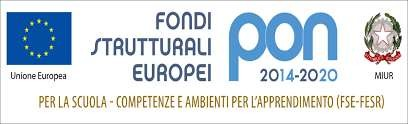 FONDI
STRUTTURALI
EUROPEI
pon
2014-2020
Unione Europea
MIUR
PER LA SCUOLA - COMPETENZE E AMBIENTI PER L'APPRENDIMENTO (FSE-FESR)